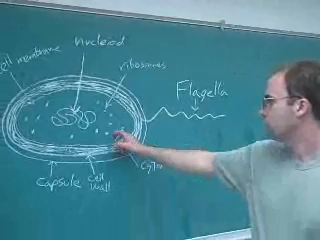 nucleoid
cell membrane
ribosomes
Flagella
capsule
cell
wall